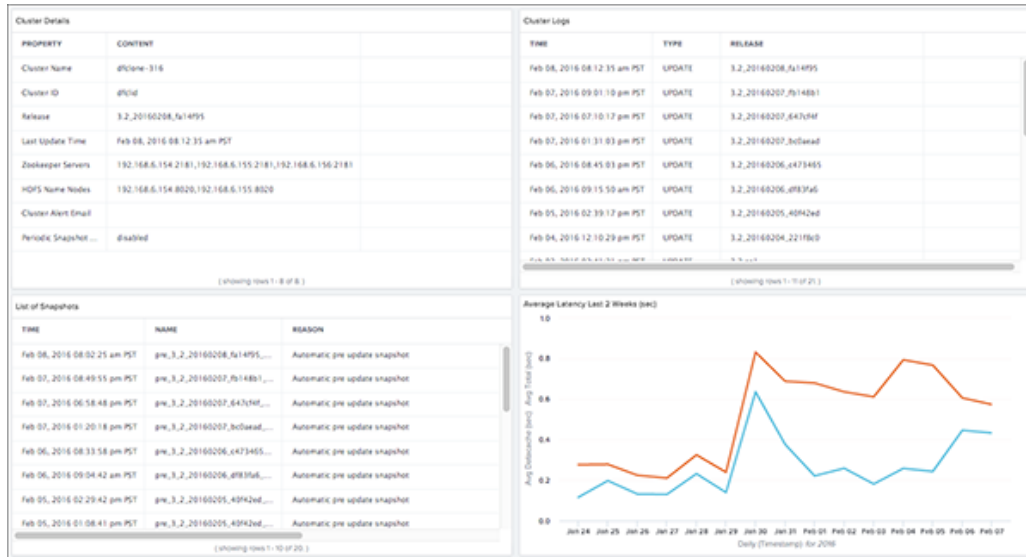 Cluster Details
PROPERTY CONTENT
Cluster Name dfclone-316
Cluster ID dfclid
Release 3.2_20160208_fa14f95
Last Update Time Feb 08, 2016 08:12:35 am PST
Zookeeper Servers 192.168.6.154:2181,192.168.6.155:2181,192.168.6.156:2181
HDFS Name Nodes 192.168.6.154:8020,192.168.6.155:8020
Cluster Alert Email
Periodic Snapshot ... disabled
( showing rows 1 - 8 of 8. )
Cluster Logs
TIME TYPE RELEASE
Feb 08, 2016 08:12:35 am PST UPDATE 3.2_20160208_fa14f95
Feb 07, 2016 09:01:10 pm PST UPDATE 3.2_20160207_fb148b1
Feb 07, 2016 07:10:17 pm PST UPDATE 3.2_20160207_647cf4f
Feb 07, 2016 01:31:03 pm PST UPDATE 3.2_20160207_bc0aead
Feb 06, 2016 08:45:03 pm PST UPDATE 3.2_20160206_c473465
Feb 06, 2016 09:15:50 am PST UPDATE 3.2_20160206_df83fa6
Feb 05, 2016 02:39:17 pm PST UPDATE 3.2_20160205_40f42ed
Feb 04, 2016 12:10:29 pm PST UPDATE 3.2_20160204_221f8c0
( showing rows 1 - 11 of 21. )
List of Snapshots
TIME NAME REASON
Feb 08, 2016 08:02:25 am PST pre_3_2_20160208_fa14f95_... Automatic pre update snapshot
Feb 07, 2016 08:49:55 pm PST pre_3_2_20160207_fb148b1_... Automatic pre update snapshot
Feb 07, 2016 06:58:48 pm PST pre_3_2_20160207_647cf4f_... Automatic pre update snapshot
Feb 07, 2016 01:20:18 pm PST pre_3_2_20160207_bc0aead_... Automatic pre update snapshot
Feb 06, 2016 08:33:58 pm PST pre_3_2_20160206_c473465_... Automatic pre update snapshot
Feb 06, 2016 09:04:42 am PST pre_3_2_20160206_df83fa6_... Automatic pre update snapshot
Feb 05, 2016 02:29:42 pm PST pre_3_2_20160205_40f42ed_... Automatic pre update snapshot
Feb 05, 2016 01:08:41 pm PST pre_3_2_20160205_40f42ed_... Automatic pre update snapshot
( showing rows 1 - 10 of 20. )
Average Latency Last 2 Weeks (sec)
1.0
0.8
0.6
0.4
0.2
0.0
Avg Datacache (sec) Avg Total (sec)
Jan 24 Jan 25 Jan 26 Jan 27 Jan 28 Jan 29 Jan 30 Jan 31 Feb 01 Feb 02 Feb 03 Feb 04 Feb 05 Feb 06 Feb 07
Daily (Timestamp) for 2016